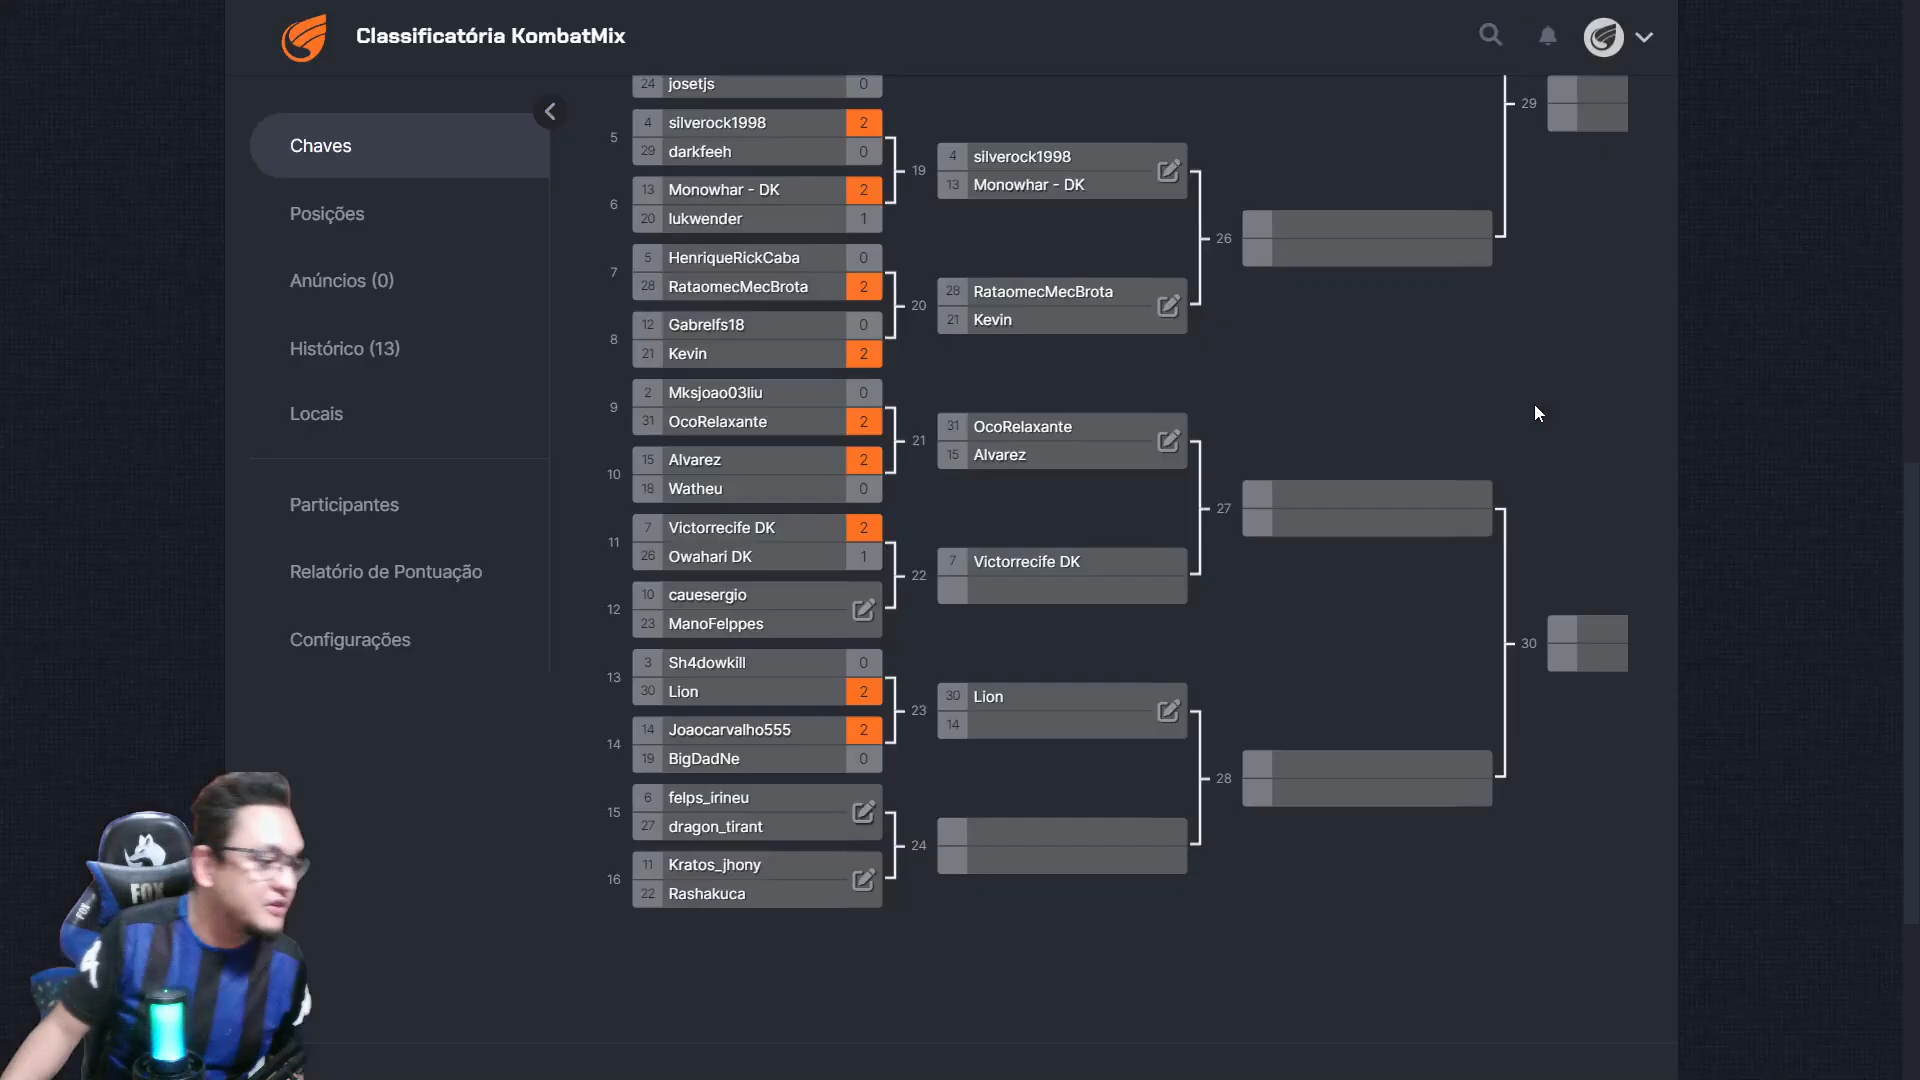 Classificatória KombatMix
Chaves
Posições
Anúncios (0)
Histórico (13)
Locais
Participantes
Relatório de Pontuação
Configurações
24 josetjs 0
5
4 silverock1998 2
29 darkfeeh 0
6
13 Monowhar - DK 2
20 lukwender 1
7
5 HenriqueRickCaba 0
28 RataomecMecBrota 2
8
12 Gabrelfs18 0
21 Kevin 2
9
2 Mksjoao03liu 0
31 OcoRelaxante 2
10
15 Alvarez 2
18 Watheu 0
11
7 Victorrecife DK 2
26 Owahari DK 1
12
10 cauesergio
23 ManoFelppes
13
3 Sh4dowkill 0
30 Lion 2
14
14 Joaocarvalho555 2
19 BigDadNe 0
15
6 felps_irineu
27 dragon_tirant
16
11 Kratos_jhony
22 Rashakuca
19
4 silverock1998
13 Monowhar - DK
20
28 RataomecMecBrota
21 Kevin
21
31 OcoRelaxante
15 Alvarez
22
7 Victorrecife DK
23
30 Lion
14
24
26
27
28
29
30
FOX
FOX